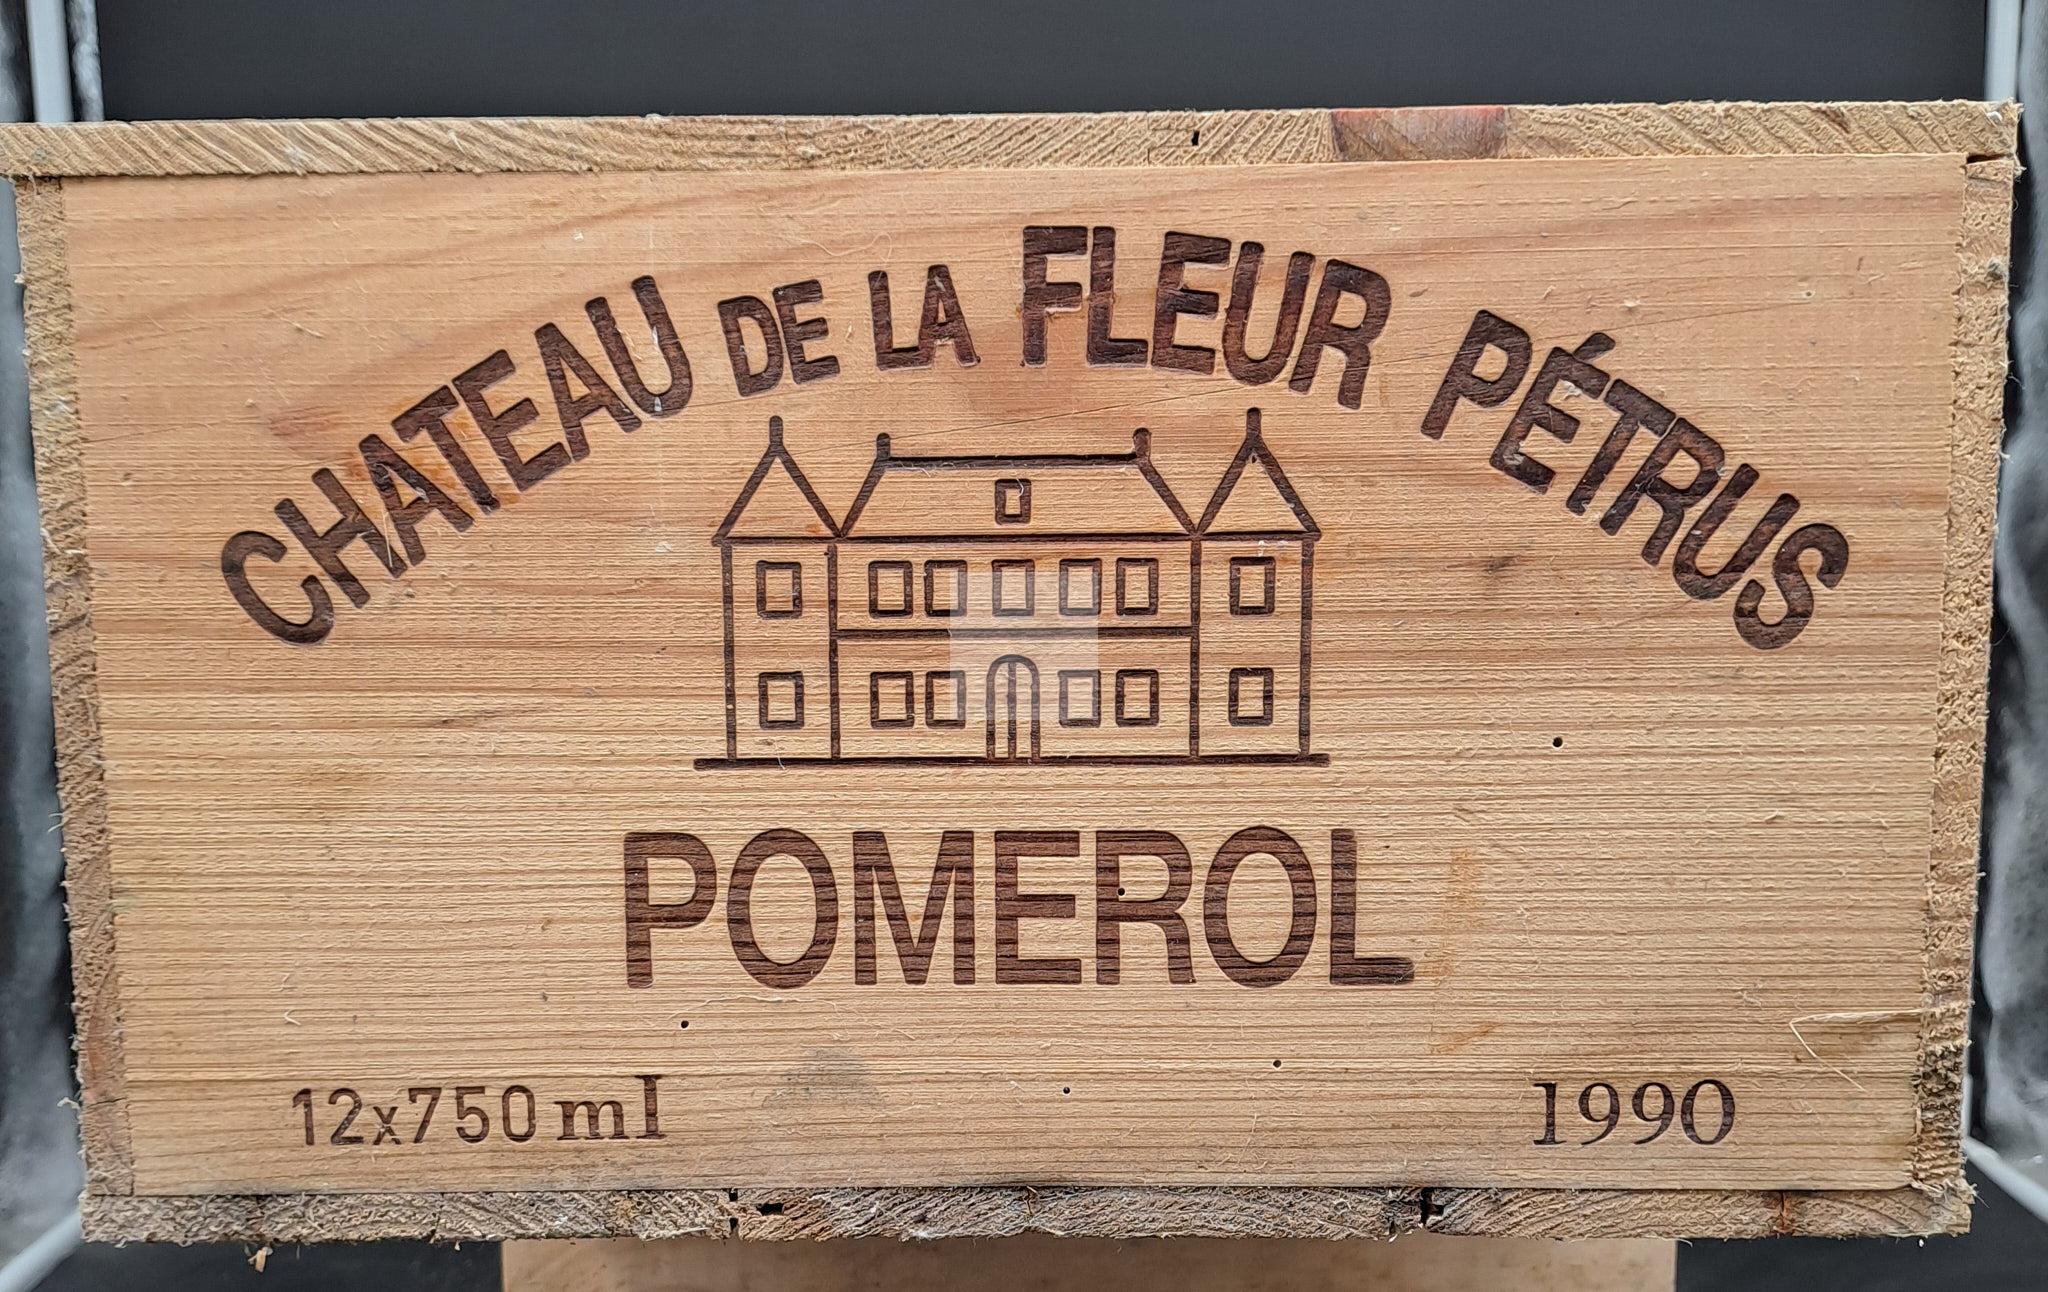 CHATEAU DE LA FLEUR PÉTRUS
POMEROL
12x750 ml
1990